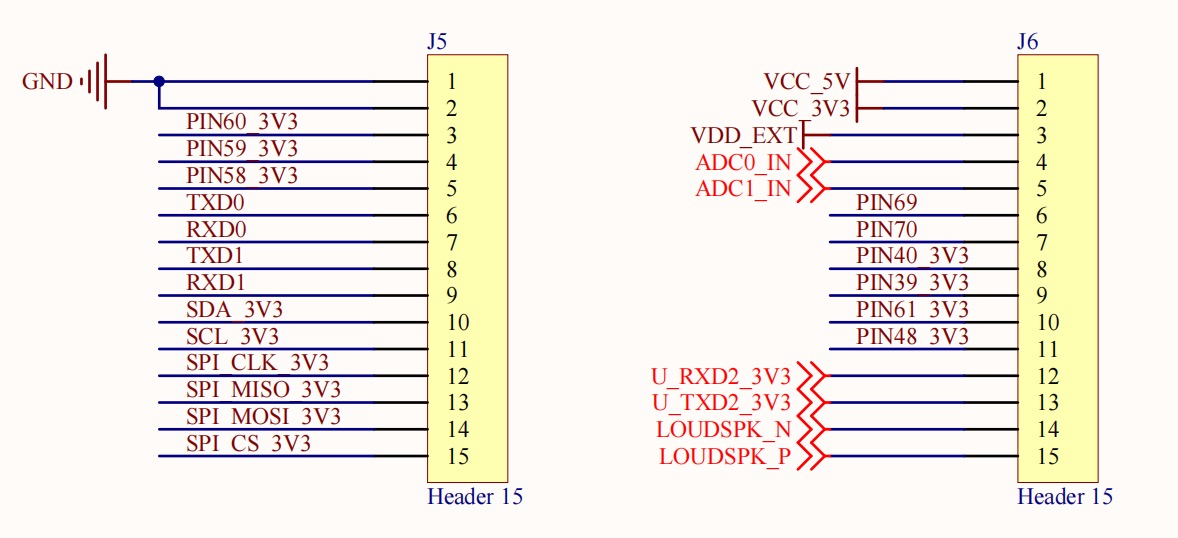 J5
GND
1
2
PIN60_3V3
3
PIN59_3V3
4
PIN58_3V3
5
TXD0
6
RXD0
7
TXD1
8
RXD1
9
SDA_3V3
10
SCL_3V3
11
SPI_CLK_3V3
12
SPI_MISO_3V3
13
SPI_MOSI_3V3
14
SPI_CS_3V3
15
Header 15
J6
VCC_5V
1
VCC_3V3
2
VDD_EXT
3
ADC0_IN
4
ADC1_IN
5
PIN69
6
PIN70
7
PIN40_3V3
8
PIN39_3V3
9
PIN61_3V3
10
PIN48_3V3
11
U_RXD2_3V3
12
U_TXD2_3V3
13
LOUDSPK_N
14
LOUDSPK_P
15
Header 15